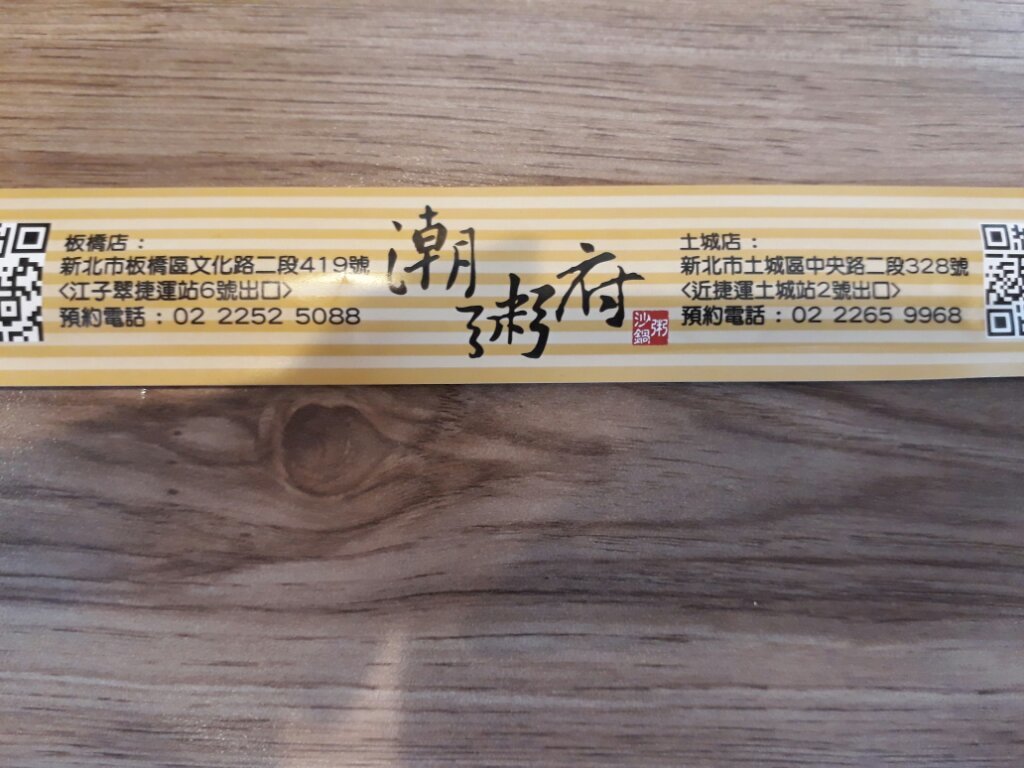 板橋店：
新北市板橋區文化路二段419號
<江子翠捷運站6號出口>
預約電話：02 2252 5088
潮粥府
沙鍋粥
土城店：
新北市土城區中央路二段328號
<近捷運土城站2號出口>
預約電話：02 2265 9968